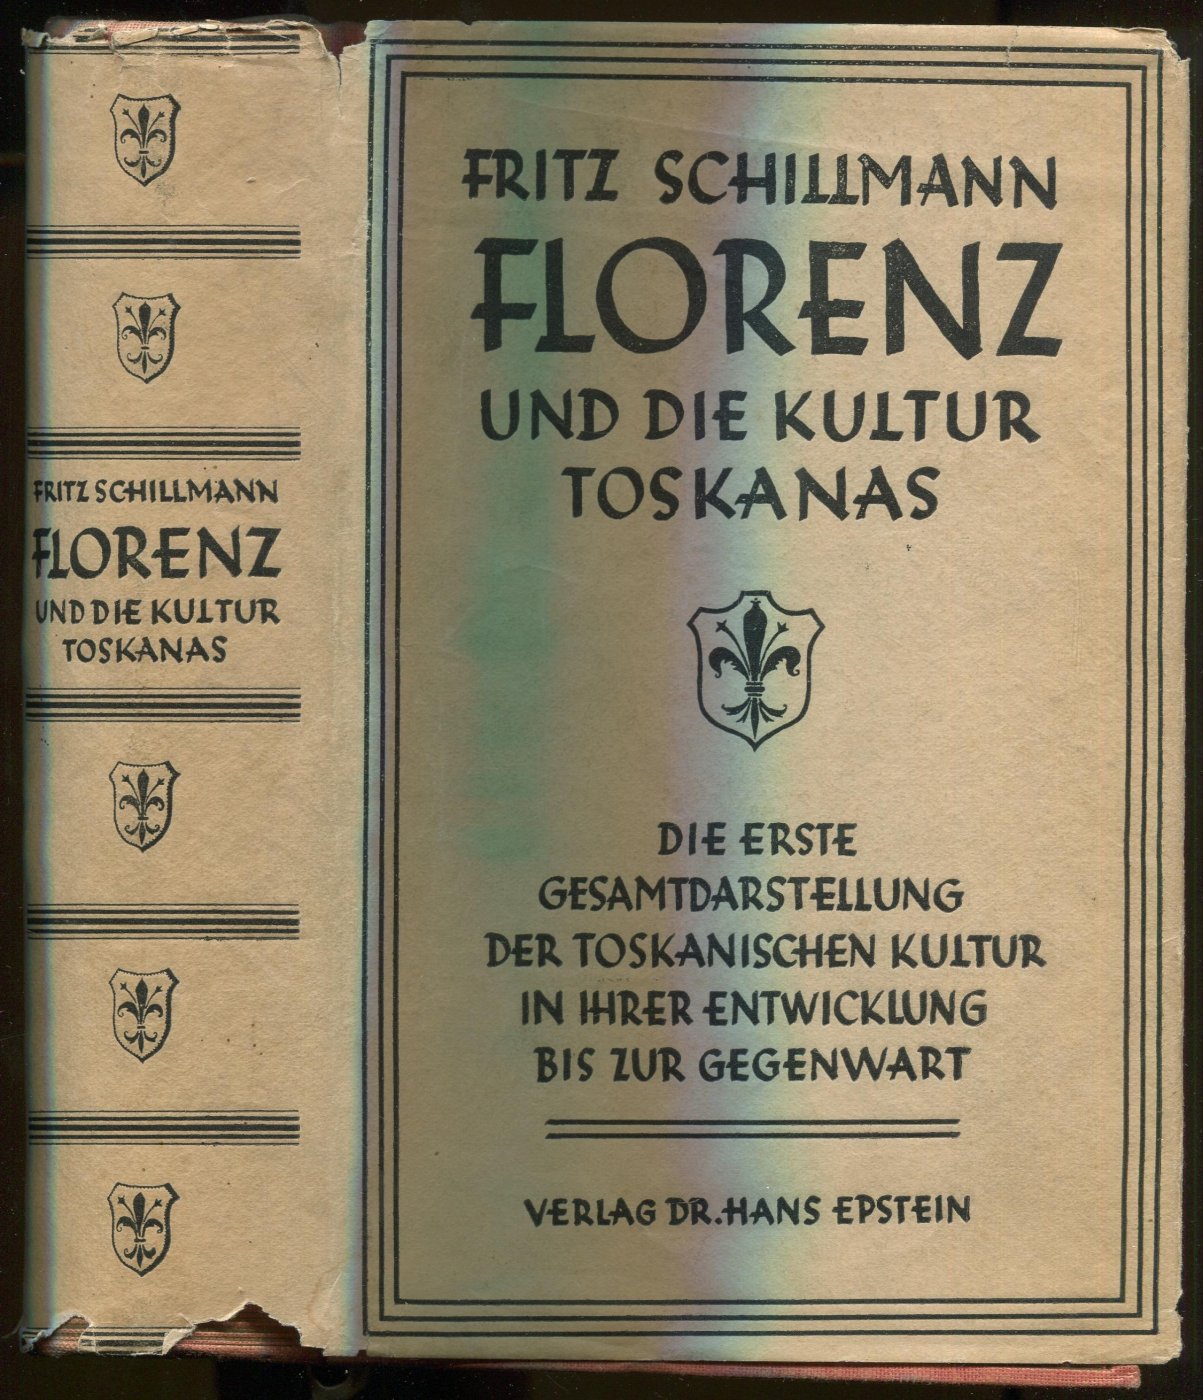 FRITZ SCHILLMANN
FLORENZ
UND DIE KULTUR
TOSKANAS
FRITZ SCHILLMANN
FLORENZ
UND DIE KULTUR
TOSKANAS
DIE ERSTE
GESAMTDARSTELLUNG
DER TOSKANISCHEN KULTUR
IN IHRER ENTWICKLUNG
BIS ZUR GEGENWART
VERLAG DR. HANS EPSTEIN